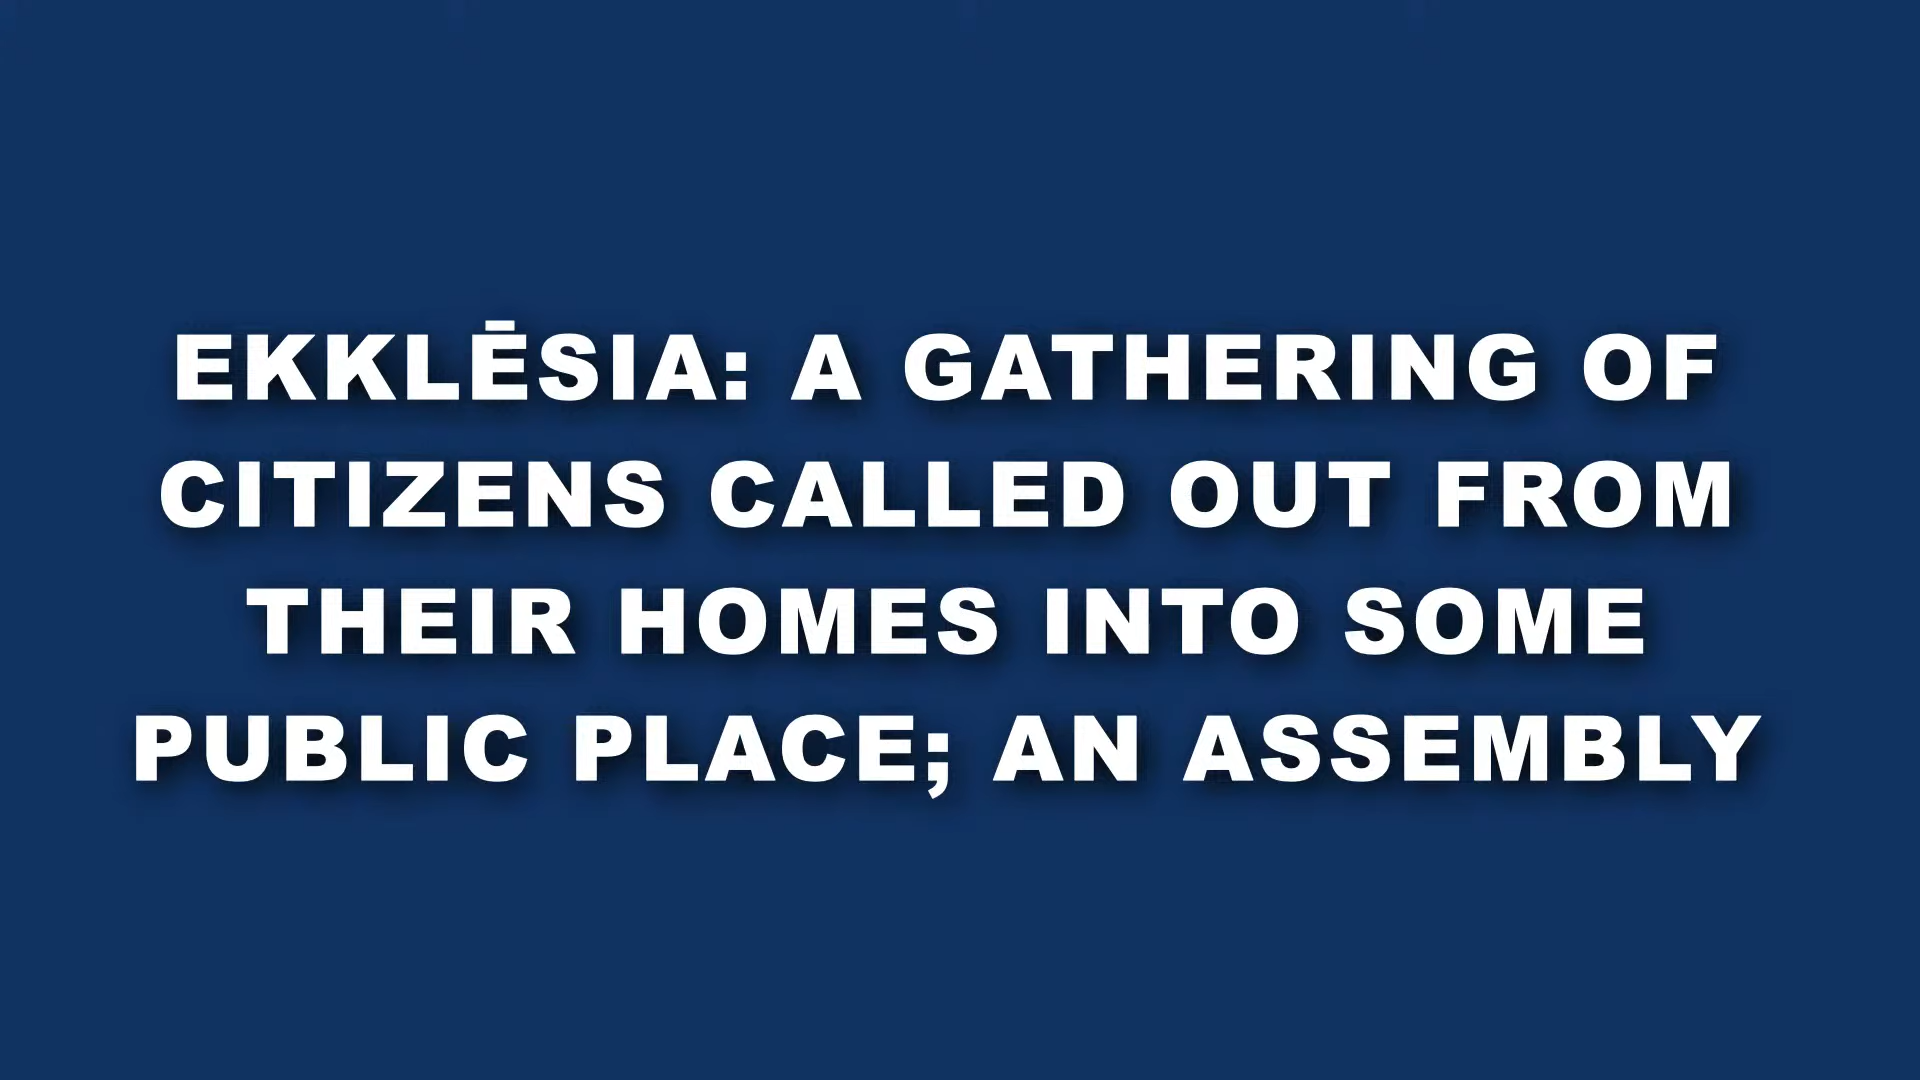 EKKLĒSIA: A GATHERING OF
CITIZENS CALLED OUT FROM
THEIR HOMES INTO SOME
PUBLIC PLACE; AN ASSEMBLY